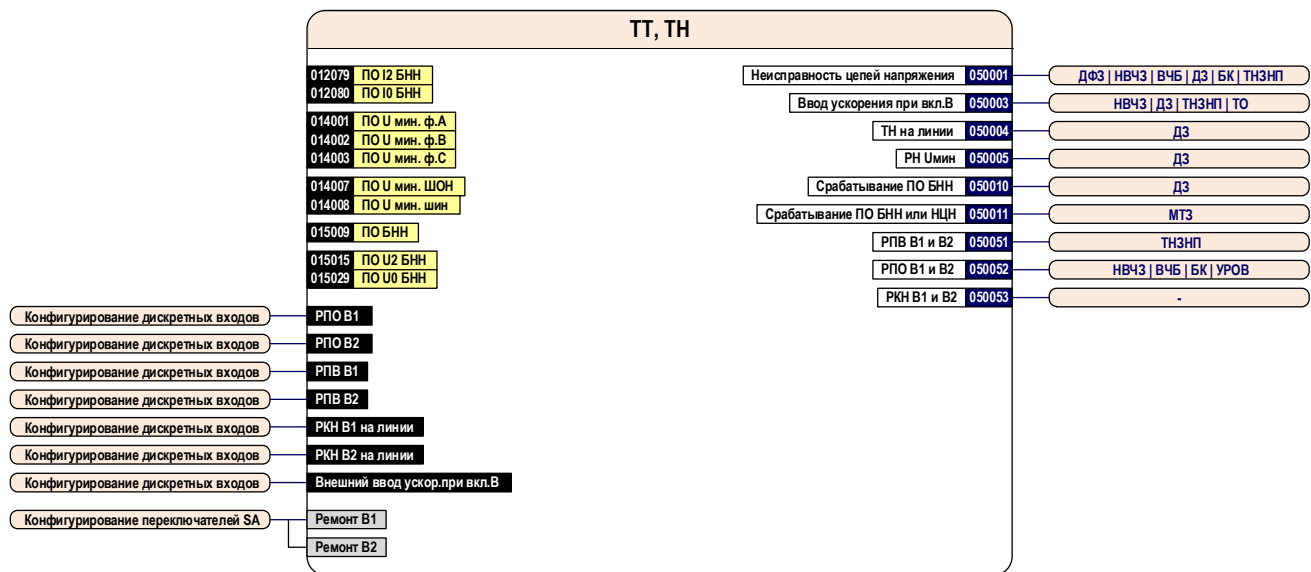 ТТ, ТН
012079 ПО I2 БНН
012080 ПО I0 БНН
014001 ПО U мин. ф.А
014002 ПО U мин. ф.В
014003 ПО U мин. ф.С
014007 ПО U мин. ШОН
014008 ПО U мин. шин
015009 ПО БНН
015015 ПО U2 БНН
015029 ПО U0 БНН
Неисправность цепей напряжения 050001 ДФЗ | НВЧЗ | ВЧБ | ДЗ | БК | ТНЗНП
Ввод ускорения при вкл.В 050003 НВЧЗ | ДЗ | ТНЗНП | ТО
ТН на линии 050004 ДЗ
РН Uмин 050005 ДЗ
Срабатывание ПО БНН 050010 ДЗ
Срабатывание ПО БНН или НЦН 050011 МТЗ
РПВ В1 и В2 050051 ТНЗНП
РПО В1 и В2 050052 НВЧЗ | ВЧБ | БК | УРОВ
РКН В1 и В2 050053 -
Конфигурирование дискретных входов РПО В1
Конфигурирование дискретных входов РПО В2
Конфигурирование дискретных входов РПВ В1
Конфигурирование дискретных входов РПВ В2
Конфигурирование дискретных входов РКН В1 на линии
Конфигурирование дискретных входов РКН В2 на линии
Конфигурирование дискретных входов Внешний ввод ускор.при вкл.В
Конфигурирование переключателей SA Ремонт В1
Ремонт В2